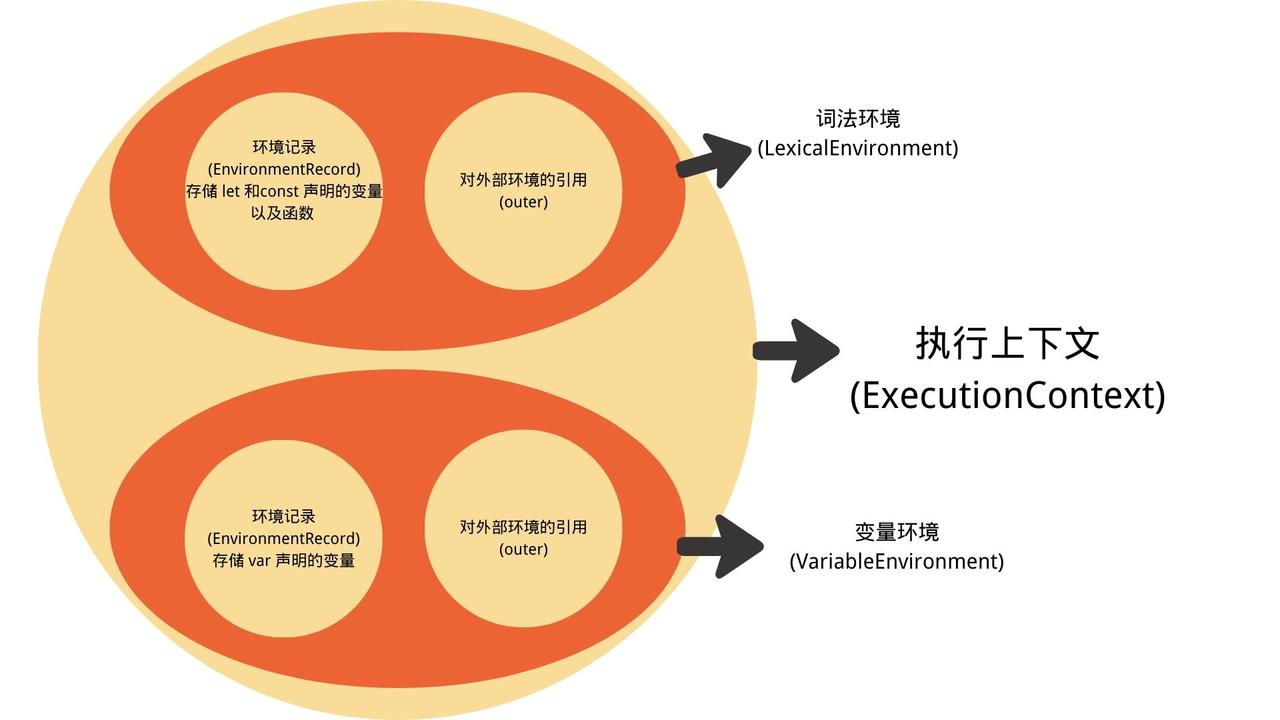 环境记录
(EnvironmentRecord)
存储 let 和const 声明的变量
以及函数
对外部环境的引用
(outer)
词法环境
(LexicalEnvironment)
执行上下文
(ExecutionContext)
环境记录
(EnvironmentRecord)
存储 var 声明的变量
对外部环境的引用
(outer)
变量环境
(VariableEnvironment)